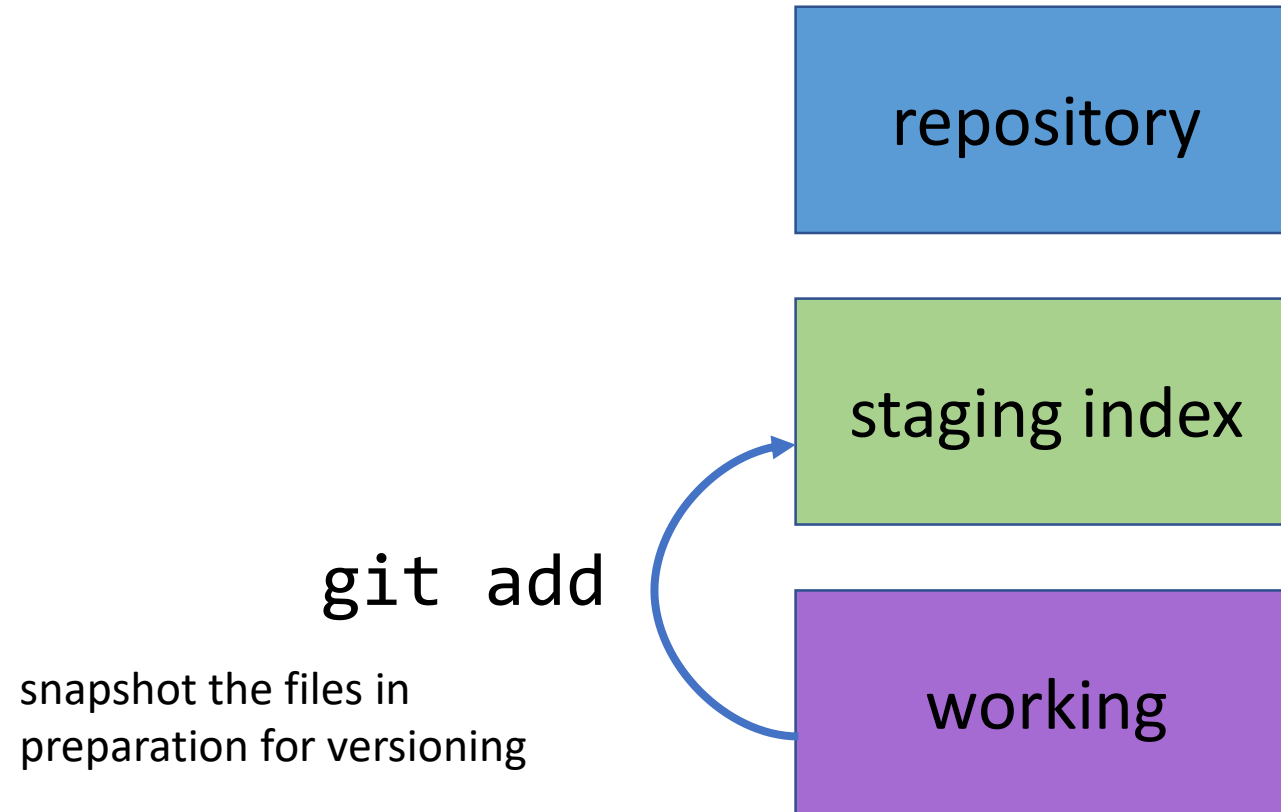 repository
staging index
git add
snapshot the files in
preparation for versioning
working